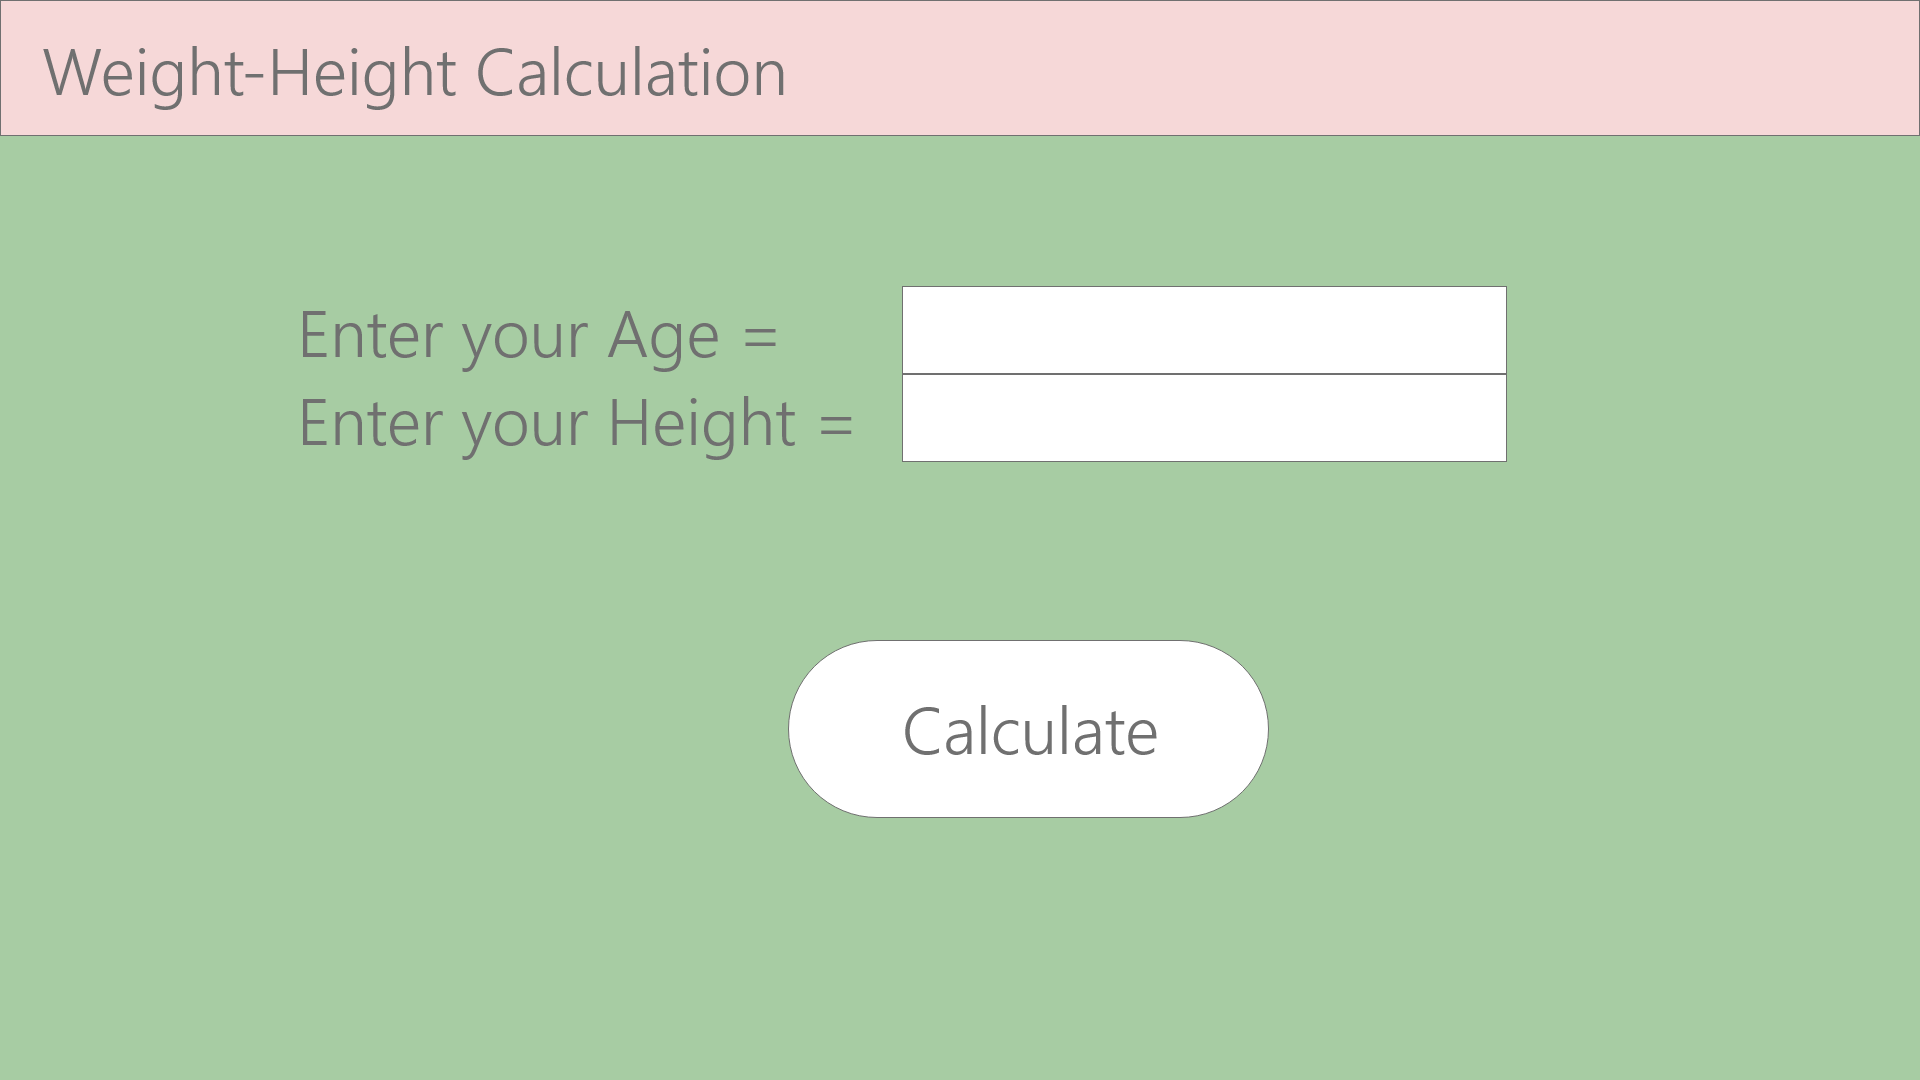 Weight-Height Calculation
Enter your Age =
Enter your Height =
Calculate